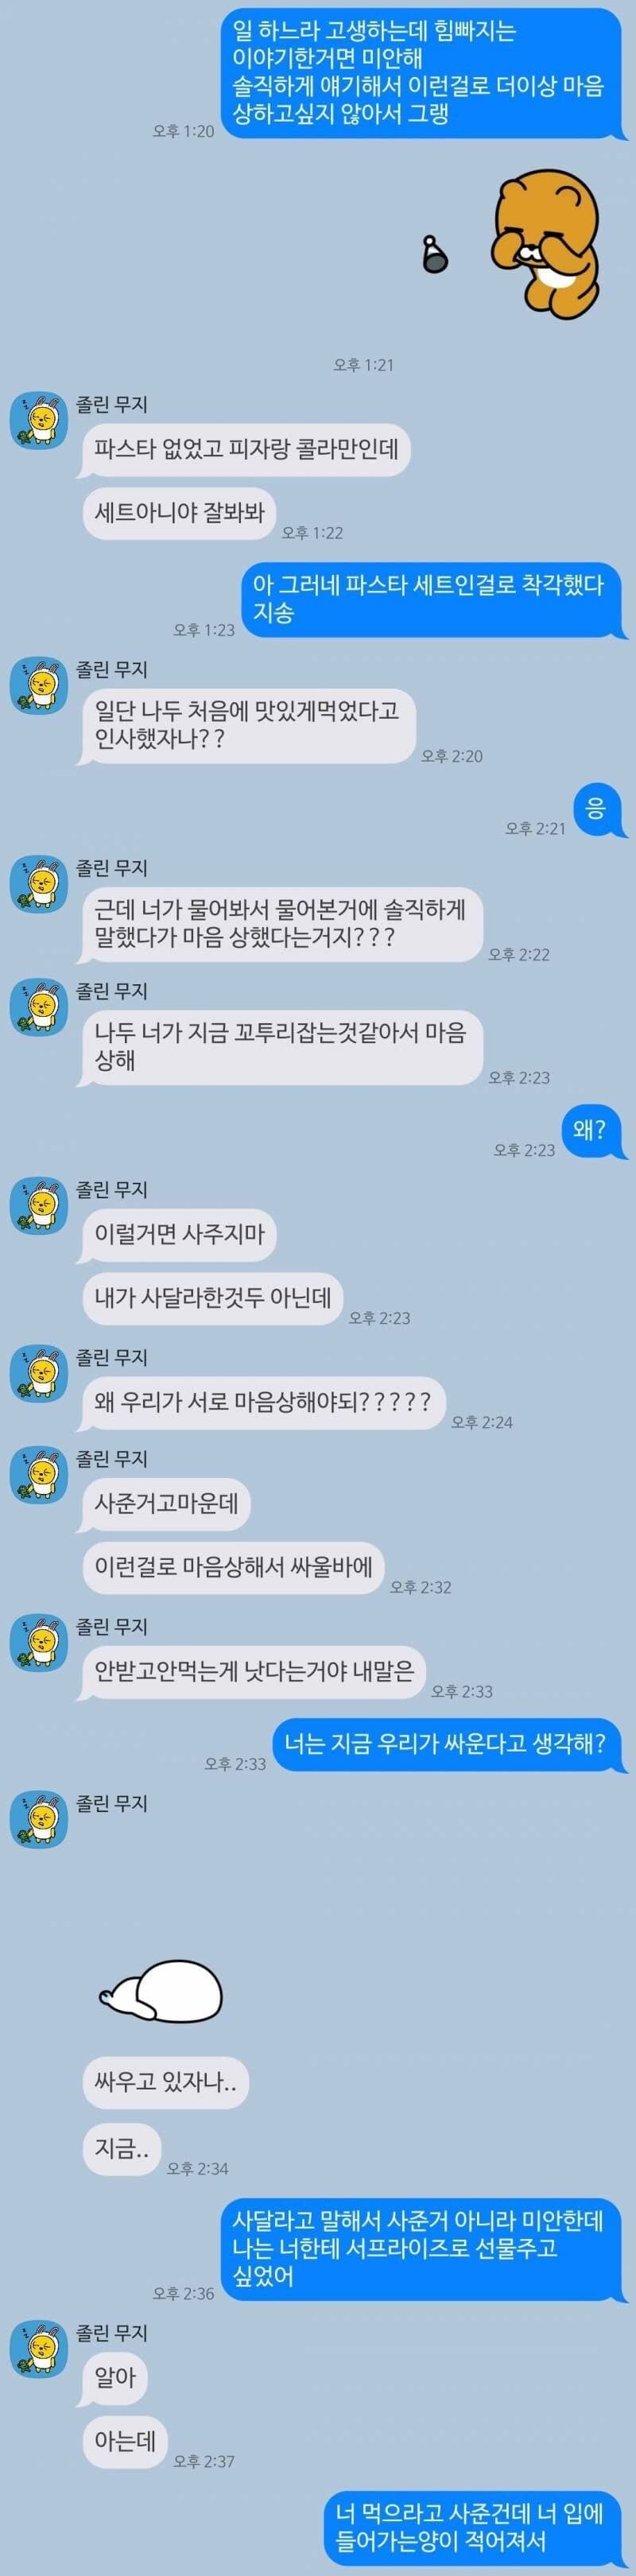 일 하느라 고생하는데 힘빠지는
이야기한거면 미안해
솔직하게 얘기해서 이런걸로 더이상 마음
상하고싶지 않아서 그랭
오후 1:20
오후 1:21
졸린 무지
파스타 없었고 피자랑 콜라만인데
세트아니야 잘봐봐
오후 1:22
아 그러네 파스타 세트인걸로 착각했다
지송
오후 1:23
졸린 무지
일단 나두 처음에 맛있게먹었다고
인사했자나??
오후 2:20
응
오후 2:21
졸린 무지
근데 너가 물어봐서 물어본거에 솔직하게
말했다가 마음 상했다는거지???
오후 2:22
졸린 무지
나두 너가 지금 꼬투리잡는것같아서 마음
상해
오후 2:23
왜?
오후 2:23
졸린 무지
이럴거면 사주지마
내가 사달라한것두 아닌데
오후 2:23
졸린 무지
왜 우리가 서로 마음상해야되?????
오후 2:24
졸린 무지
사준거고마운데
이런걸로 마음상해서 싸울바에
오후 2:32
졸린 무지
안받고안먹는게 낫다는거야 내말은
오후 2:33
너는 지금 우리가 싸운다고 생각해?
오후 2:33
졸린 무지
싸우고 있자나..
지금..
오후 2:34
사달라고 말해서 사준거 아니라 미안한데
나는 너한테 서프라이즈로 선물주고
싶었어
오후 2:36
졸린 무지
알아
아는데
오후 2:37
너 먹으라고 사준건데 너 입에
들어가는양이 적어져서